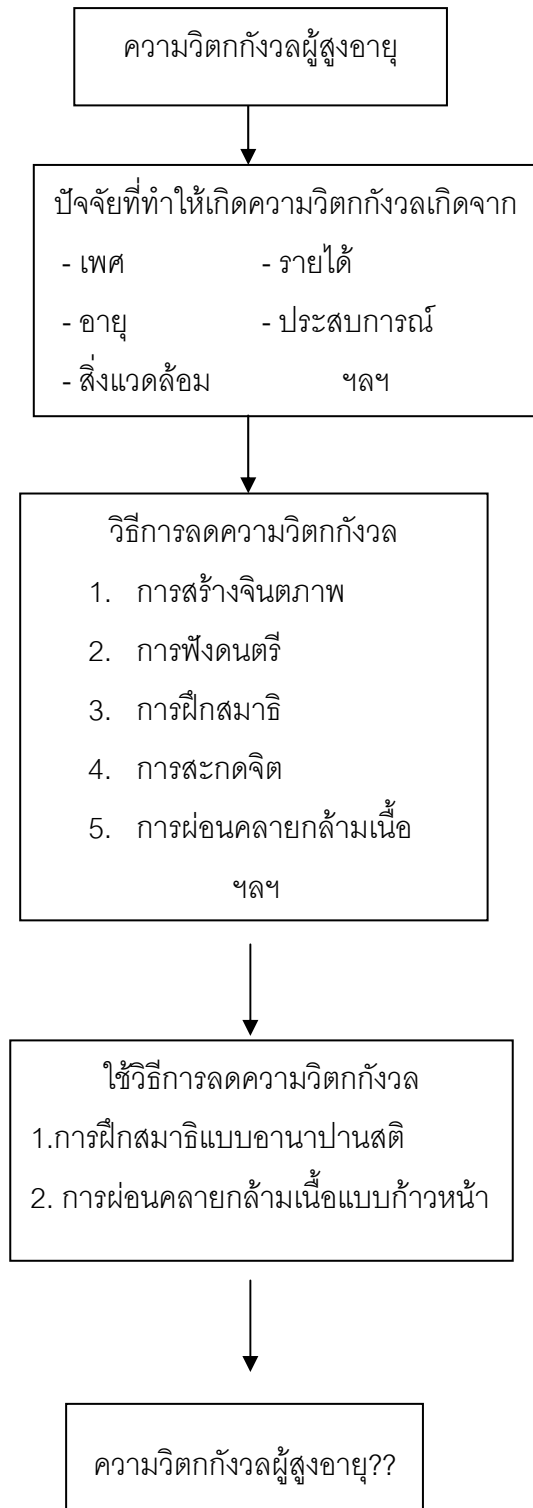 ความวิตกกังวลผู้สูงอายุ
ปัจจัยที่ทำให้เกิดความวิตกกังวลเกิดจาก
- เพศ - รายได้
- อายุ - ประสบการณ์
- สิ่งแวดล้อม ฯลฯ
วิธีการลดความวิตกกังวล
1. การสร้างจินตภาพ
2. การฟังดนตรี
3. การฝึกสมาธิ
4. การสะกดจิต
5. การผ่อนคลายกล้ามเนื้อ
ฯลฯ
ใช้วิธีการลดความวิตกกังวล
1.การฝึกสมาธิแบบอานาปานสติ
2. การผ่อนคลายกล้ามเนื้อแบบก้าวหน้า
ความวิตกกังวลผู้สูงอายุ??